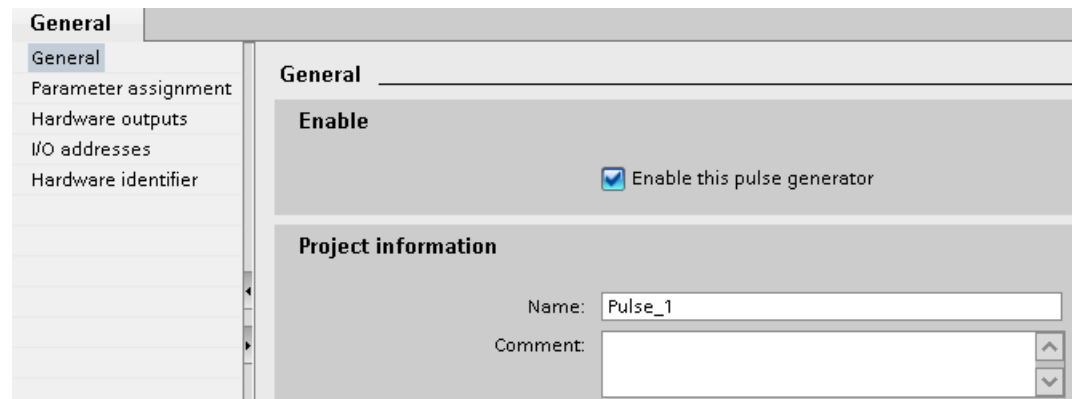 General
General
Parameter assignment
Hardware outputs
I/O addresses
Hardware identifier
General
Enable
Enable this pulse generator
Project information
Name: Pulse_1
Comment: